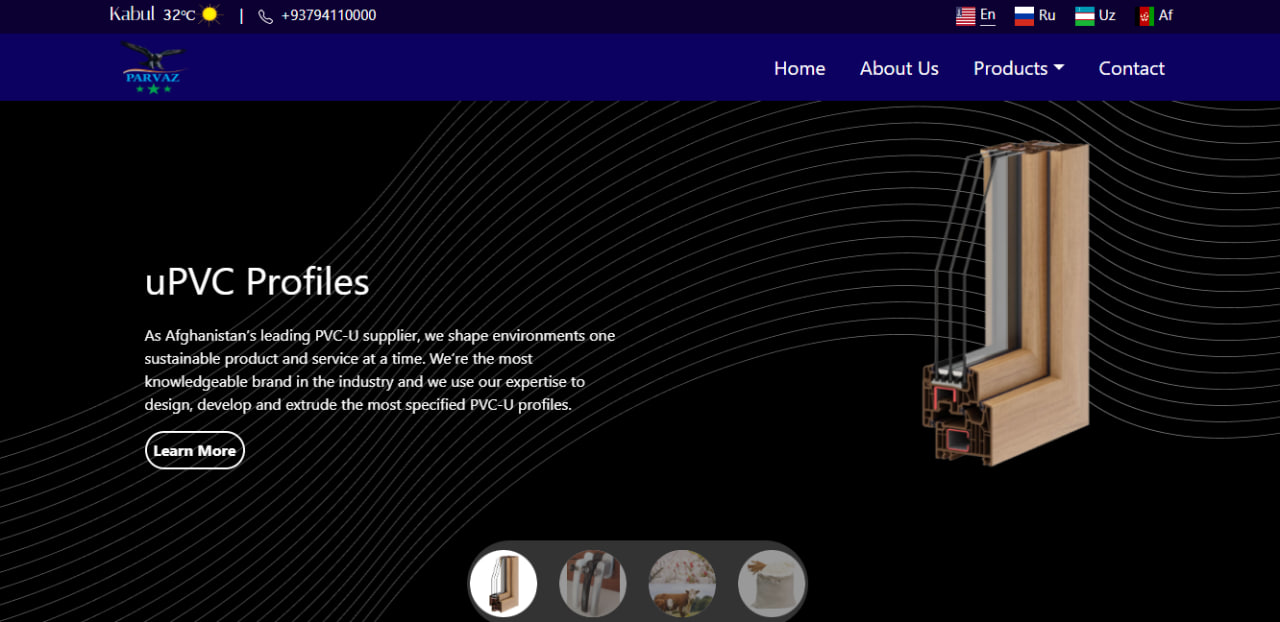 Kabul 32°C | +93794110000
En Ru Uz Af
PARVAZ
Home About Us Products Contact
uPVC Profiles
As Afghanistan's leading PVC-U supplier, we shape environments one
sustainable product and service at a time. We're the most
knowledgeable brand in the industry and we use our expertise to
design, develop and extrude the most specified PVC-U profiles.
Learn More